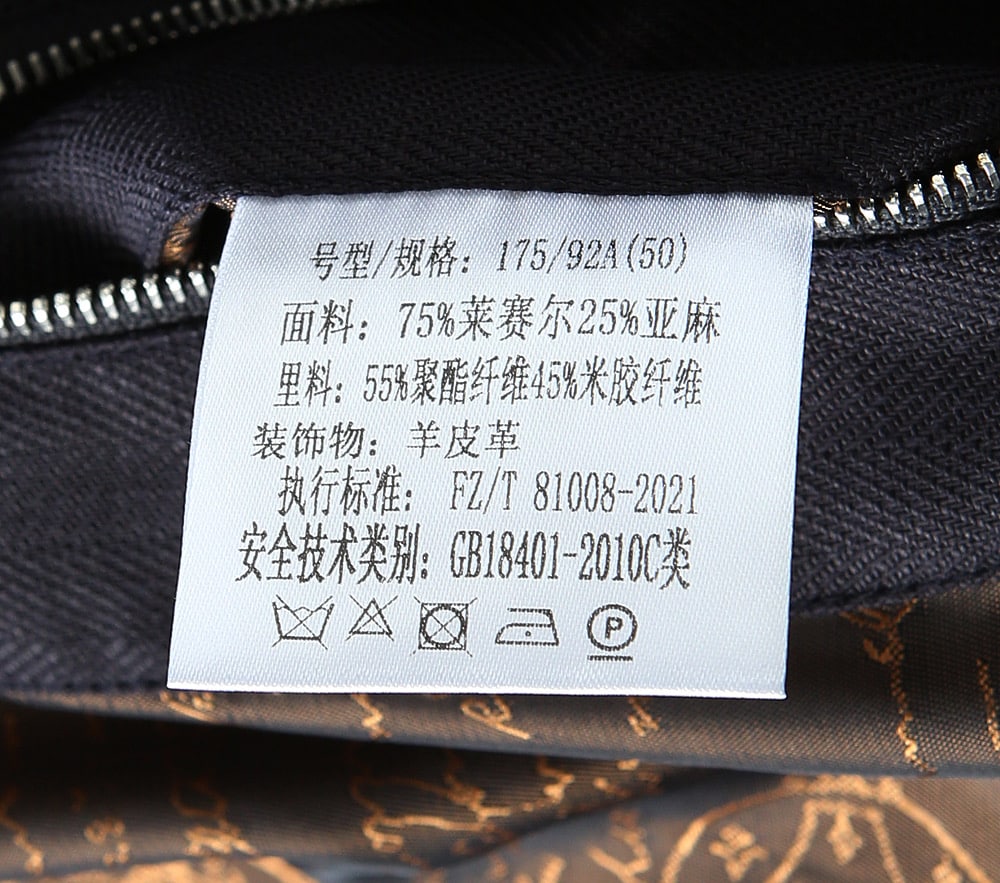 号型/规格：175/92A(50)
面料：75%莱赛尔25%亚麻
里料：55%聚酯纤维45%米胶纤维
装饰物：羊皮革
执行标准：FZ/T 81008-2021
安全技术类别：GB18401-2010C类
P